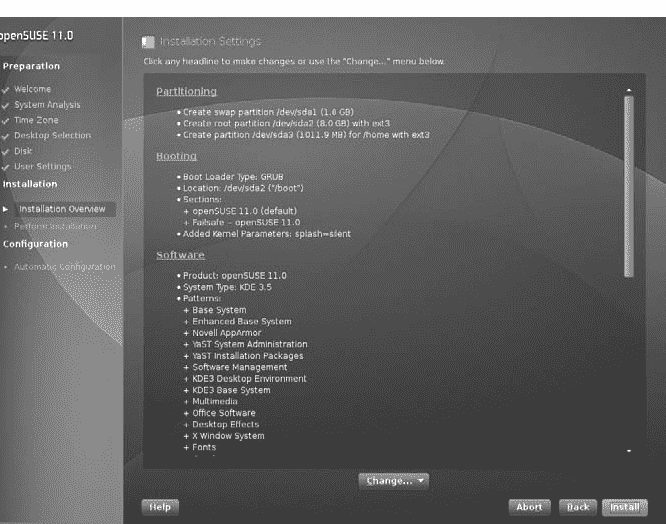 openSUSE 11.0
Preparation
Welcome
System Analysis
Time Zone
Desktop Selection
Disk
User Settings
Installation
Installation Overview
Perform Installation
Configuration
Automatic Configuration
Installation Settings
Click any headline to make changes or use the "Change..." menu below.
Partitioning
• Create swap partition /dev/sda1 (1.0 GB)
• Create root partition /dev/sda2 (8.0 GB) with ext3
• Create partition /dev/sda3 (1011.9 MB) for /home with ext3
Booting
• Boot Loader Type: GRUB
• Location: /dev/sda2 ("/boot")
• Sections:
+ openSUSE 11.0 (default)
+ Failsafe -- openSUSE 11.0
• Added Kernel Parameters: splash=silent
Software
• Product: openSUSE 11.0
• System Type: KDE 3.5
• Patterns:
+ Base System
+ Enhanced Base System
+ Novell AppArmor
+ YaST System Administration
+ YaST Installation Packages
+ Software Management
+ KDE3 Desktop Environment
+ KDE3 Base System
+ Multimedia
+ Office Software
+ Desktop Effects
+ X Window System
+ Fonts
Change...
Help
Abort
Back
Install